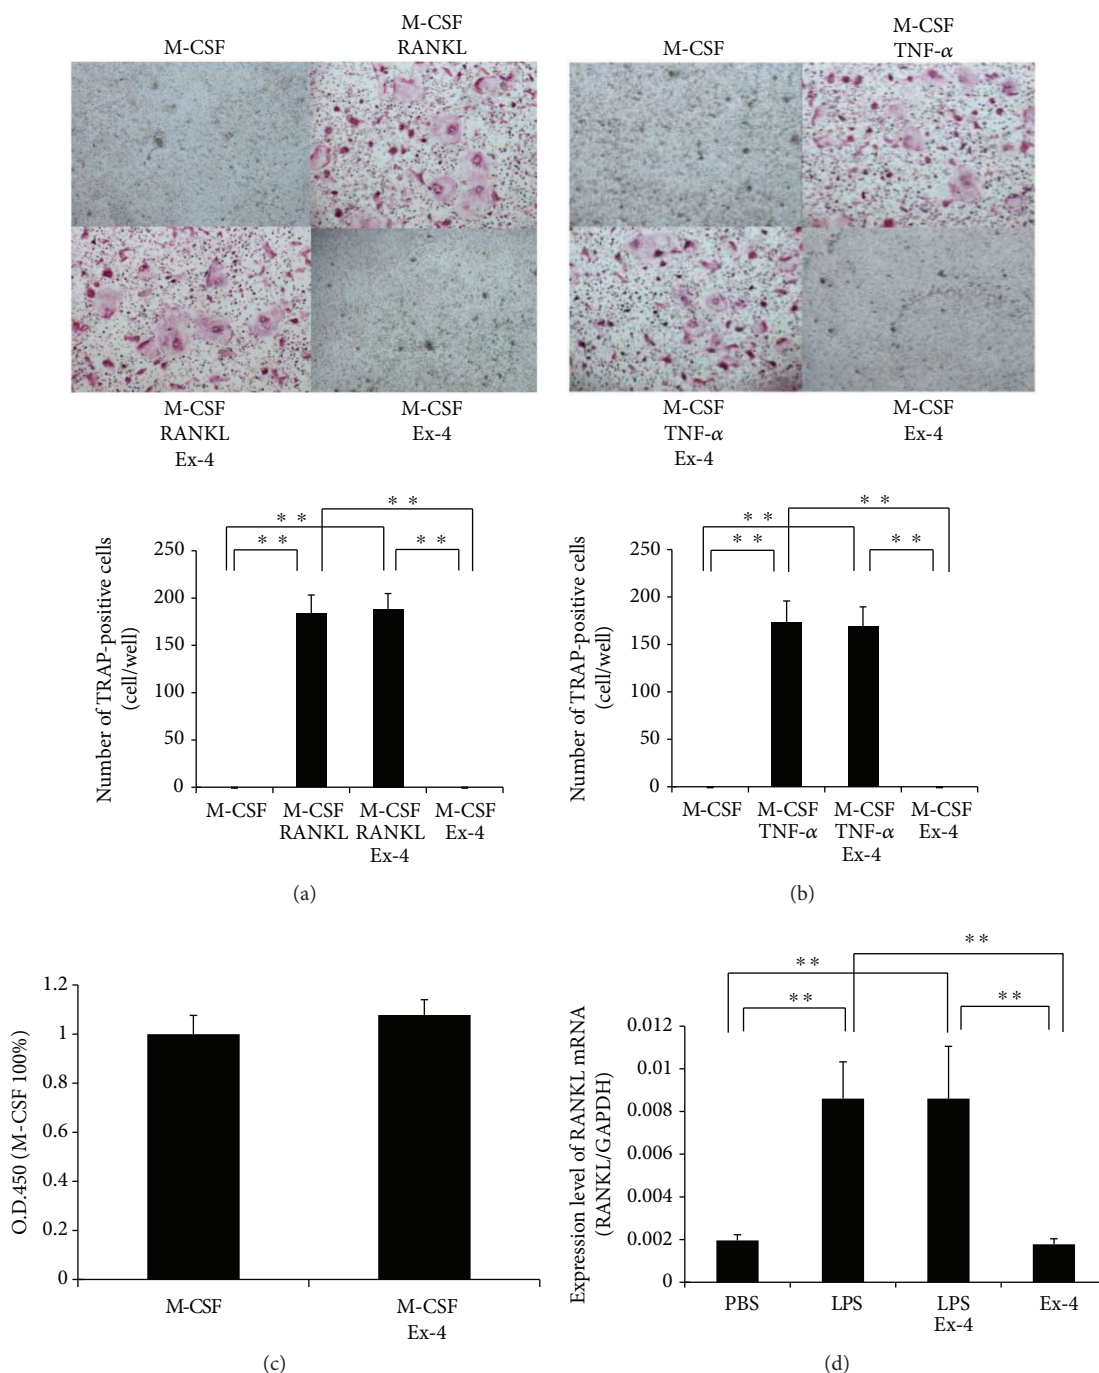 M-CSF
M-CSF
RANKL
M-CSF
RANKL
Ex-4
M-CSF
Ex-4
M-CSF
M-CSF
TNF-α
M-CSF
TNF-α
Ex-4
M-CSF
Ex-4
Number of TRAP-positive cells
(cell/well)
250
200
150
100
50
0
* *
* *
* *
* *
M-CSF
M-CSF
RANKL
M-CSF
RANKL
Ex-4
M-CSF
Ex-4
(a)
Number of TRAP-positive cells
(cell/well)
250
200
150
100
50
0
* *
* *
* *
* *
M-CSF
M-CSF
TNF-α
M-CSF
TNF-α
Ex-4
M-CSF
Ex-4
(b)
O.D.450 (M-CSF 100%)
1.2
1
0.8
0.6
0.4
0.2
0
M-CSF
M-CSF
Ex-4
(c)
Expression level of RANKL mRNA
(RANKL/GAPDH)
0.012
0.01
0.008
0.006
0.004
0.002
0
**
**
**
**
PBS
LPS
LPS
Ex-4
Ex-4
(d)